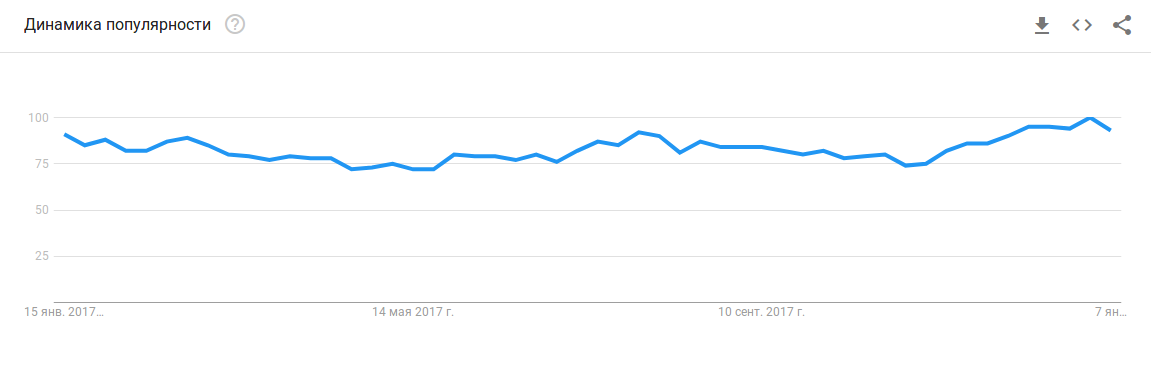 Динамика популярности ?
100
75
50
25
15 янв. 2017…
14 мая 2017 г.
10 сент. 2017 г.
7 ян…